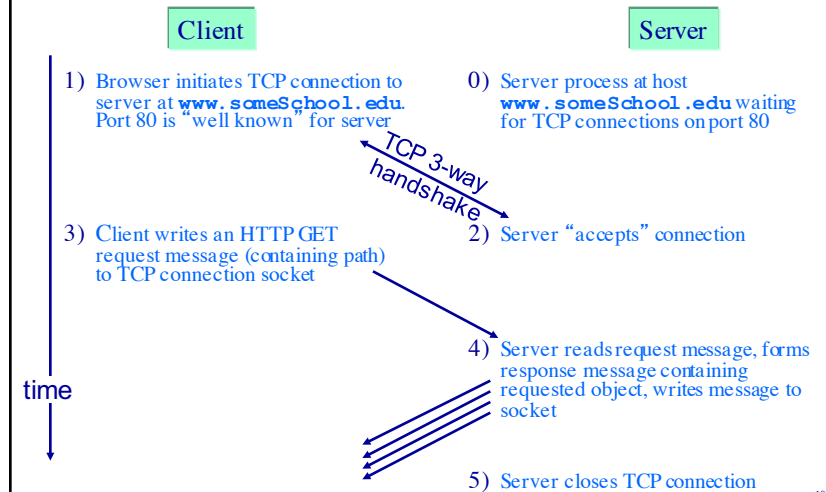 Client
Server
1) Browser initiates TCP connection to
server at www.someSchool.edu.
Port 80 is “well known” for server
0) Server process at host
www.someSchool.edu waiting
for TCP connections on port 80
TCP 3-way
handshake
3) Client writes an HTTP GET
request message (containing path)
to TCP connection socket
2) Server “accepts” connection
4) Server reads request message, forms
response message containing
requested object, writes message to
socket
time
5) Server closes TCP connection